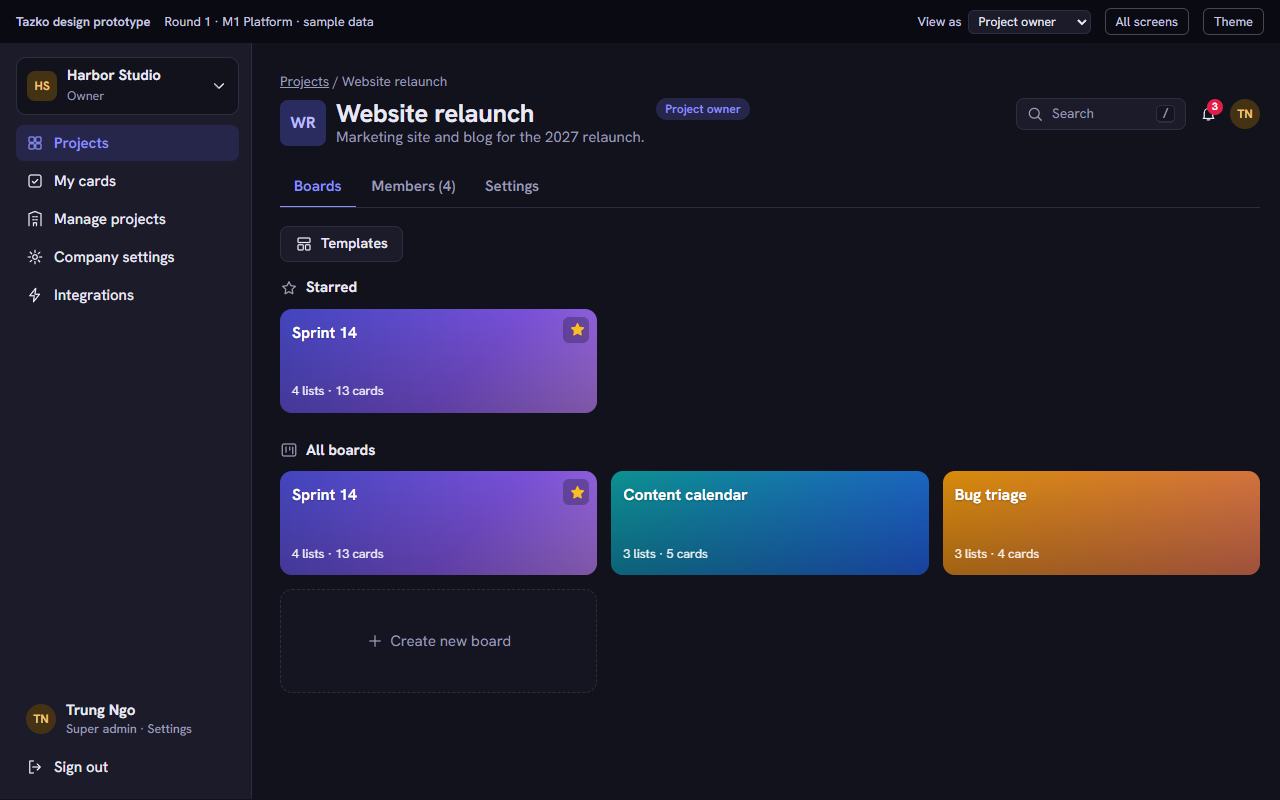 Tazko design prototype Round 1 · M1 Platform · sample data View as Project owner All screens Theme
HS Harbor Studio
Owner
Projects
My cards
Manage projects
Company settings
Integrations
TN Trung Ngo
Super admin · Settings
Sign out
Projects / Website relaunch
WR Website relaunch Project owner
Marketing site and blog for the 2027 relaunch.
Search / 3 TN
Boards Members (4) Settings
Templates
Starred
Sprint 14
4 lists · 13 cards
All boards
Sprint 14
4 lists · 13 cards
Content calendar
3 lists · 5 cards
Bug triage
3 lists · 4 cards
Create new board